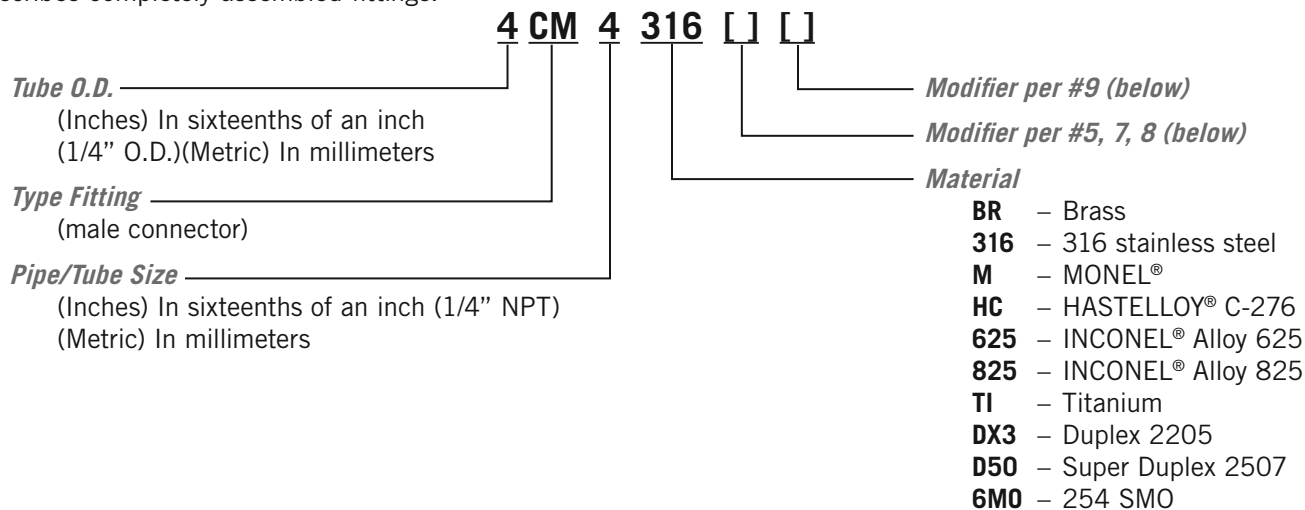 scribes completely assembled fittings.
4 CM 4 316 [ ] [ ]
Tube O.D.
(Inches) In sixteenths of an inch
(1/4” O.D.)(Metric) In millimeters
Type Fitting
(male connector)
Pipe/Tube Size
(Inches) In sixteenths of an inch (1/4” NPT)
(Metric) In millimeters
Modifier per #9 (below)
Modifier per #5, 7, 8 (below)
Material
BR – Brass
316 – 316 stainless steel
M – MONEL®
HC – HASTELLOY® C-276
625 – INCONEL® Alloy 625
825 – INCONEL® Alloy 825
TI – Titanium
DX3 – Duplex 2205
D50 – Super Duplex 2507
6MO – 254 SMO